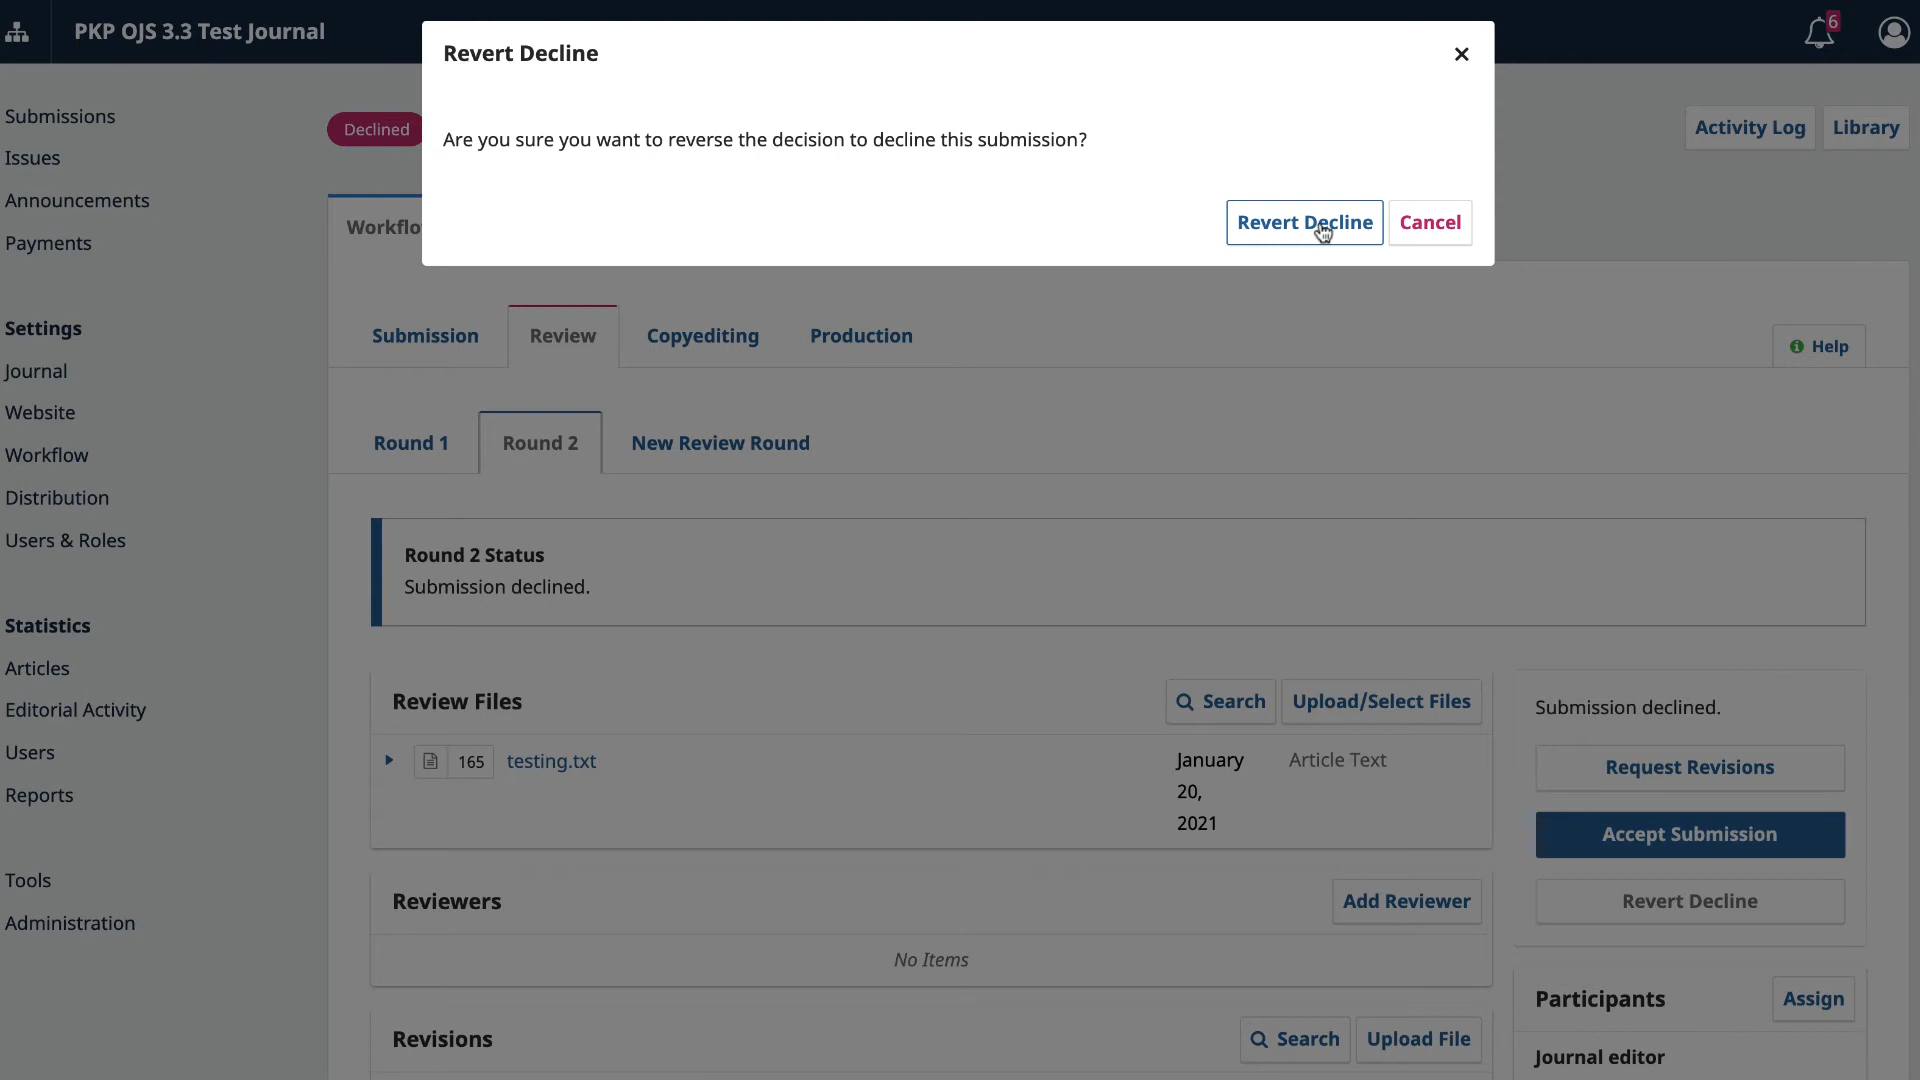 PKP OJS 3.3 Test Journal
6
Revert Decline
Are you sure you want to reverse the decision to decline this submission?
Revert Decline
Cancel
Submissions
Issues
Announcements
Payments
Settings
Journal
Website
Workflow
Distribution
Users & Roles
Statistics
Articles
Editorial Activity
Users
Reports
Tools
Administration
Declined
Activity Log
Library
Workflo
Submission
Review
Copyediting
Production
Help
Round 1
Round 2
New Review Round
Round 2 Status
Submission declined.
Review Files
Search
Upload/Select Files
165
testing.txt
January
20,
2021
Article Text
Reviewers
Add Reviewer
No Items
Revisions
Search
Upload File
Submission declined.
Request Revisions
Accept Submission
Revert Decline
Participants
Assign
Journal editor